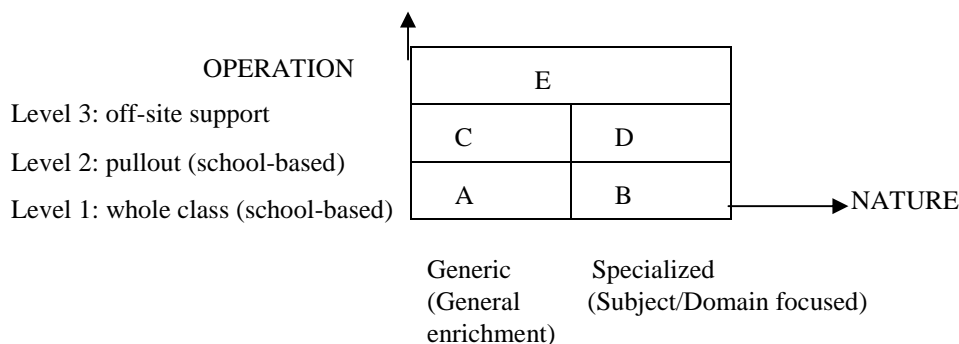 OPERATION
E
Level 3: off-site support
C D
Level 2: pullout (school-based)
A B
Level 1: whole class (school-based)
NATURE
Generic Specialized
(General (Subject/Domain focused)
enrichment)